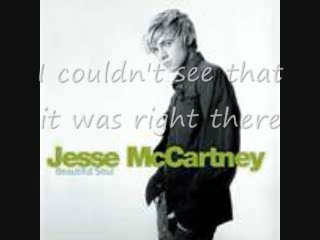 I couldn't see that
it was right there
Jesse McCartney
Beautiful Soul